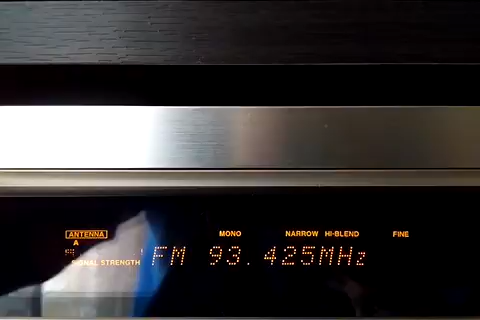 ANTENNA MONO NARROW HI-BLEND FINE
A
FM 93.425MHz
SIGNAL STRENGTH